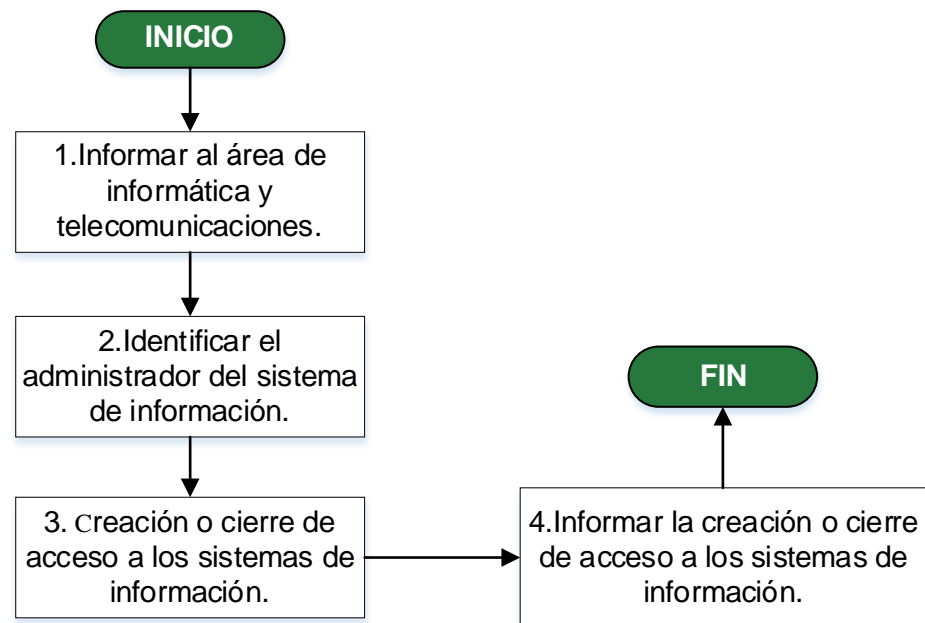 INICIO
1.Informar al área de
informática y
telecomunicaciones.
2.Identificar el
administrador del sistema
de información.
3. Creación o cierre de
acceso a los sistemas de
información.
4.Informar la creación o cierre
de acceso a los sistemas de
información.
FIN